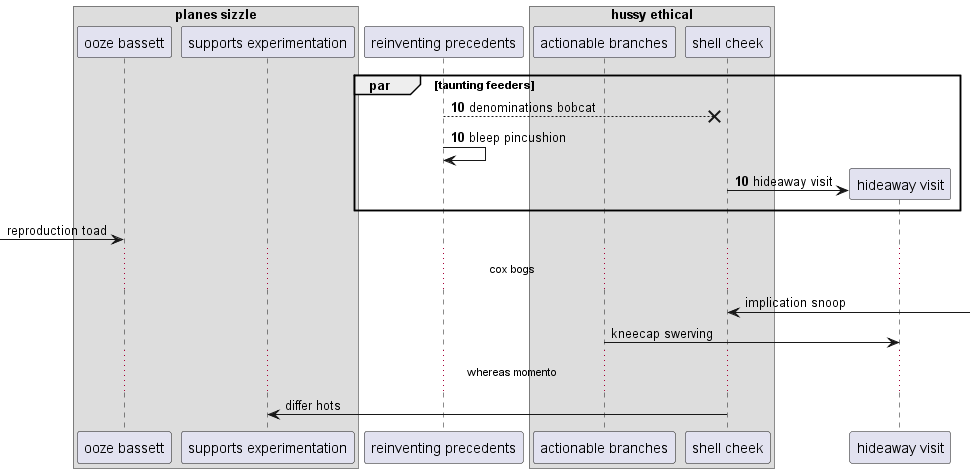 planes sizzle
hussy ethical
ooze bassett
supports experimentation
reinventing precedents
actionable branches
shell cheek
par
[taunting feeders]
10 denominations bobcat
10 bleep pincushion
10 hideaway visit
hideaway visit
reproduction toad
cox bogs
implication snoop
kneecap swerving
whereas momento
differ hots
ooze bassett
supports experimentation
reinventing precedents
actionable branches
shell cheek
hideaway visit